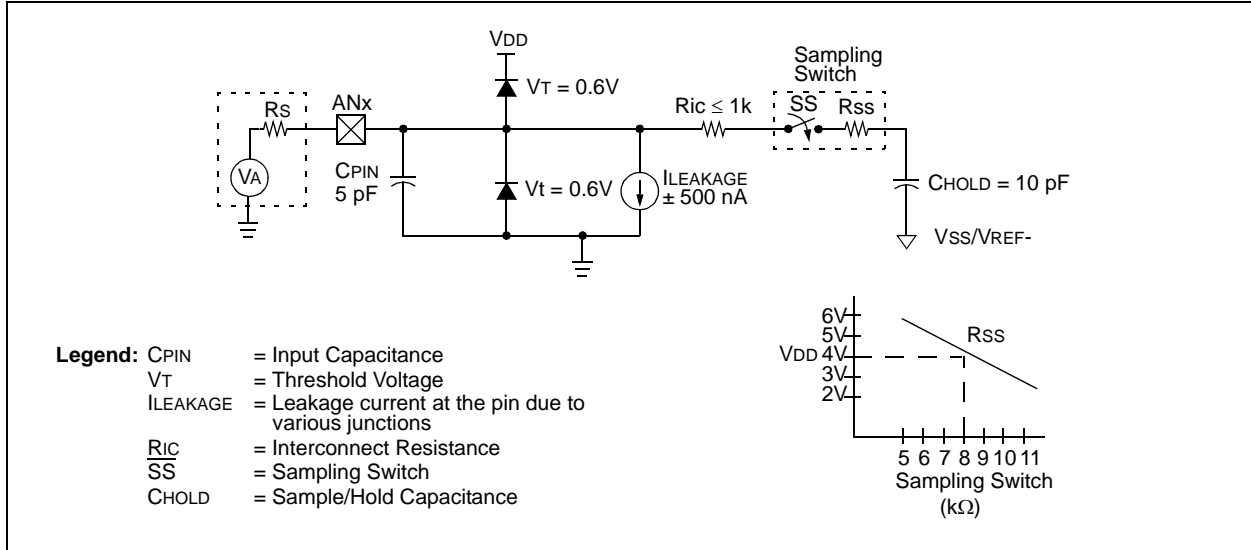 VDD
Sampling
Switch
VT = 0.6V
RS
ANx
Ric ≤ 1k
SS
RSS
VA
CPIN
5 pF
Vt = 0.6V
ILEAKAGE
± 500 nA
CHOLD = 10 pF
VSS/VREF-
6V
5V
VDD 4V
3V
2V
RSS
5 6 7 8 9 10 11
Sampling Switch
(kΩ)
Legend: CPIN = Input Capacitance
VT = Threshold Voltage
ILEAKAGE = Leakage current at the pin due to
various junctions
RIC = Interconnect Resistance
SS = Sampling Switch
CHOLD = Sample/Hold Capacitance